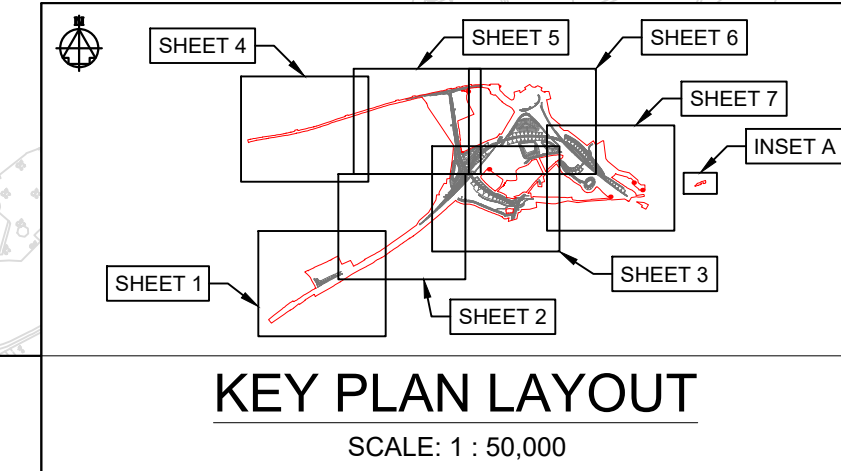 SHEET 4
SHEET 5
SHEET 6
SHEET 7
INSET A
SHEET 1
SHEET 2
SHEET 3
KEY PLAN LAYOUT
SCALE: 1 : 50,000